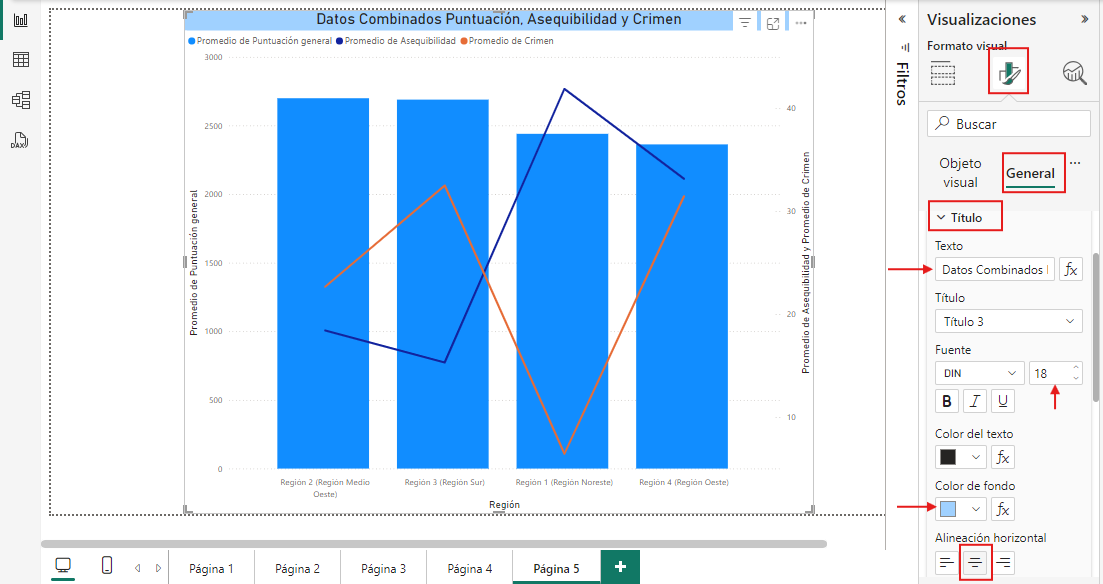 Datos Combinados Puntuación, Asequibilidad y Crimen
Promedio de Puntuación general Promedio de Asequibilidad Promedio de Crimen
3000
2500
2000
1500
1000
500
0
Promedio de Puntuación general
40
30
20
10
Promedio de Asequibilidad y Promedio de Crimen
Región 2 (Región Medio
Oeste)
Región 3 (Región Sur)
Región 1 (Región Noreste)
Región 4 (Región Oeste)
Región
DAX
Página 1
Página 2
Página 3
Página 4
Página 5
+
Filtros
Visualizaciones
Formato visual
Buscar
Objeto
visual
General
Título
Texto
Datos Combinados
fx
Título
Título 3
Fuente
DIN
18
B I U
Color del texto
fx
Color de fondo
fx
Alineación horizontal